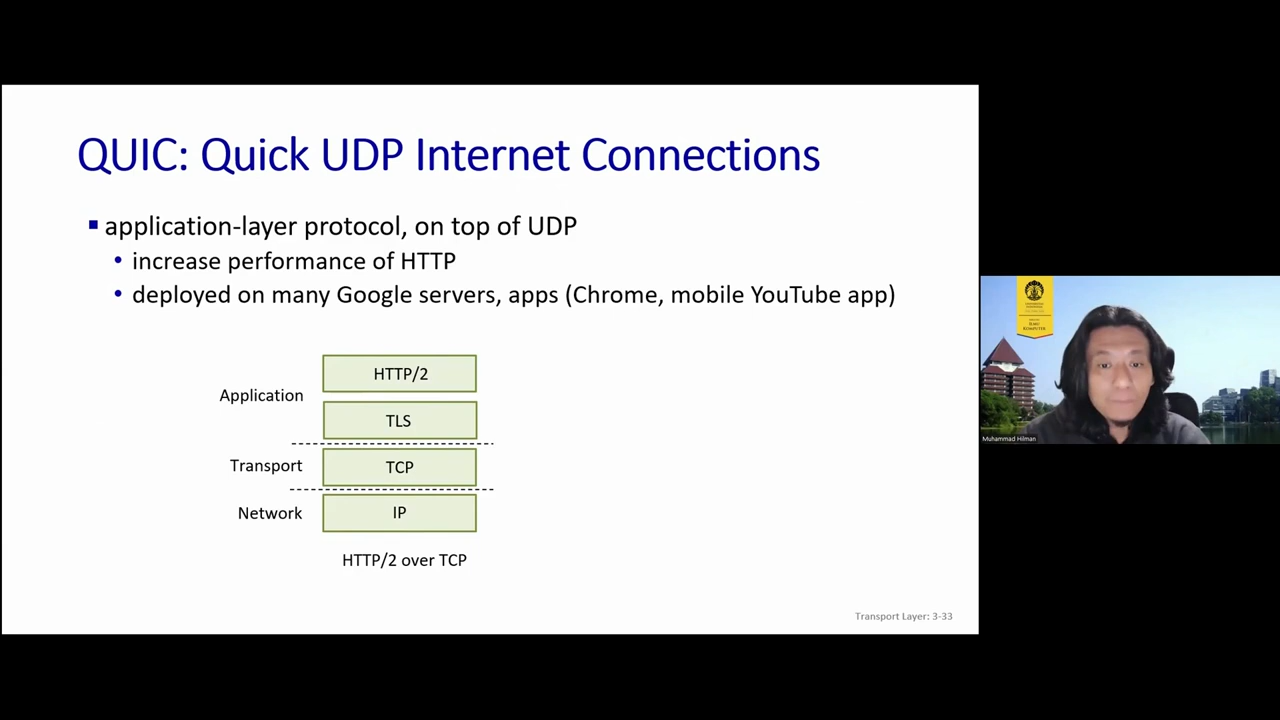 QUIC: Quick UDP Internet Connections
application-layer protocol, on top of UDP
increase performance of HTTP
deployed on many Google servers, apps (Chrome, mobile YouTube app)
HTTP/2
Application
TLS
Transport
TCP
Network
IP
HTTP/2 over TCP
Transport Layer: 3-33
ILMU
KOMPUTER
Muhammad Hilman